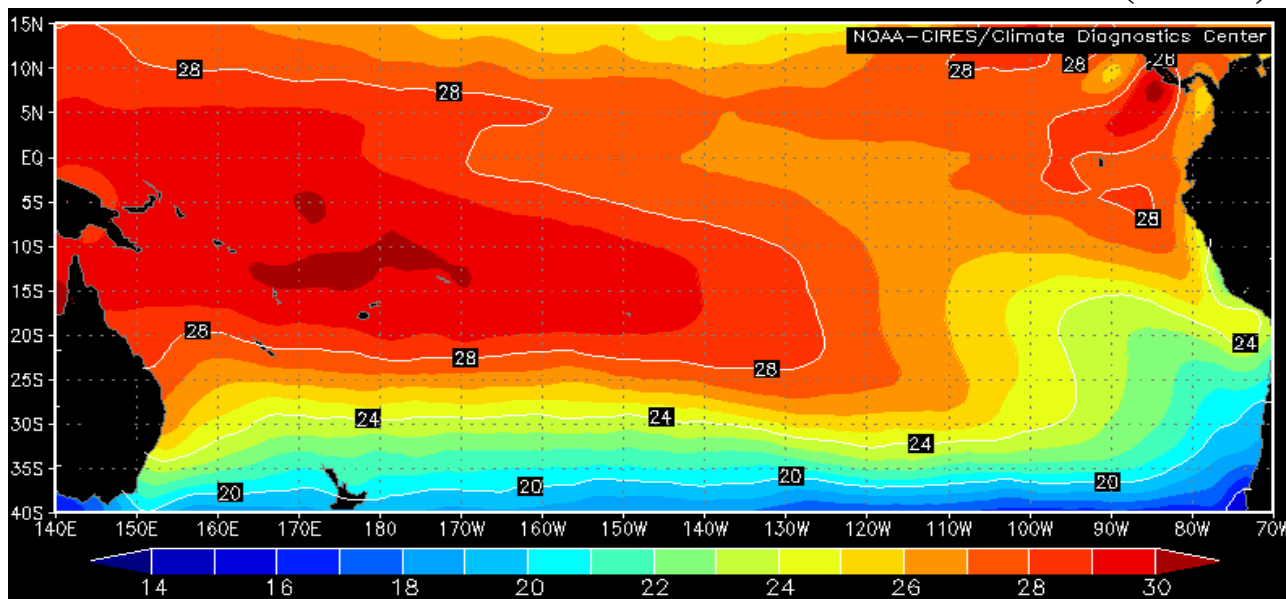 15N
NOAA-CIRES/Climate Diagnostics Center
10N 28 28 28 28
28
5N
EQ
5S
28
10S
15S
20S 28 24
28 28
25S
24 24
30S
24
35S
20 20 20 20
40S
140E 150E 160E 170E 180 170W 160W 150W 140W 130W 120W 110W 100W 90W 80W 70W
14 16 18 20 22 24 26 28 30